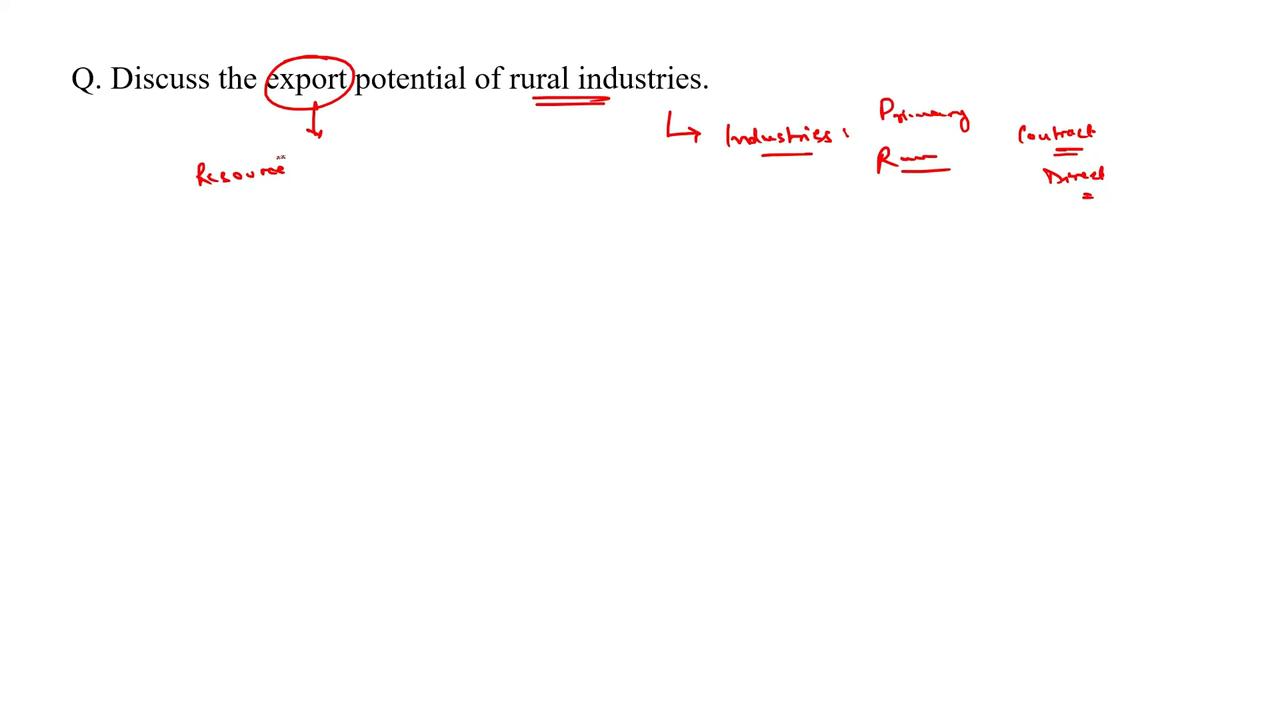 Q. Discuss the export potential of rural industries.
Industries: Primary
Contract
Direct
Resource